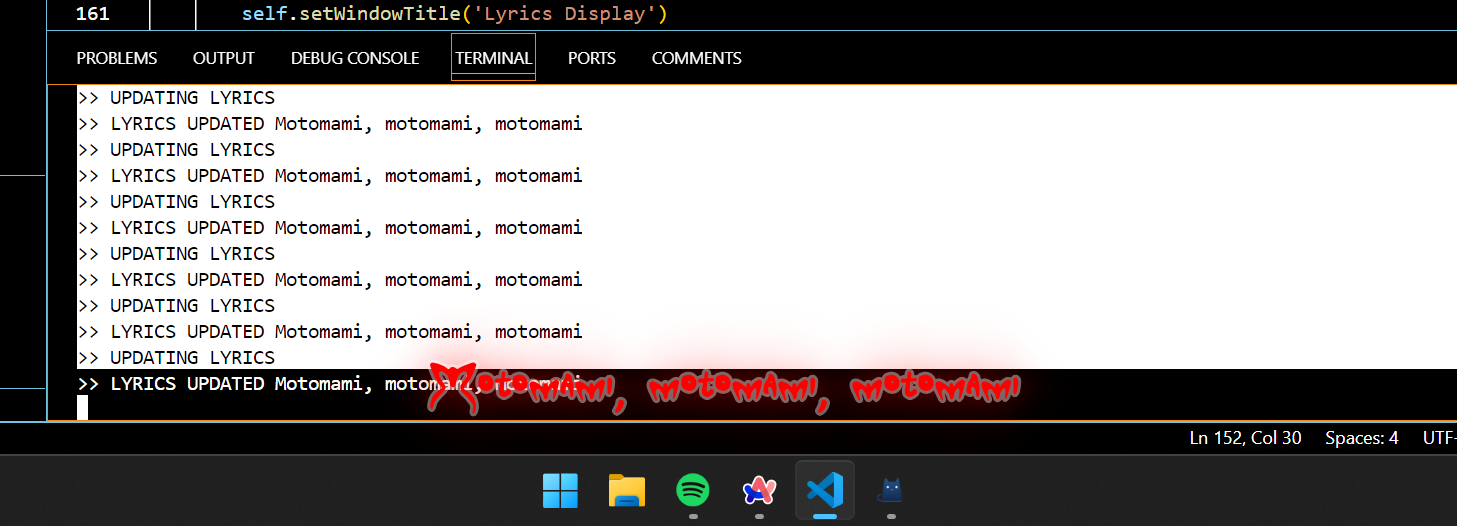 161 self.setWindowTitle('Lyrics Display')
PROBLEMS OUTPUT DEBUG CONSOLE TERMINAL PORTS COMMENTS
>> UPDATING LYRICS
>> LYRICS UPDATED Motomami, motomami, motomami
>> UPDATING LYRICS
>> LYRICS UPDATED Motomami, motomami, motomami
>> UPDATING LYRICS
>> LYRICS UPDATED Motomami, motomami, motomami
>> UPDATING LYRICS
>> LYRICS UPDATED Motomami, motomami, motomami
>> UPDATING LYRICS
>> LYRICS UPDATED Motomami, motomami, motomami
>> UPDATING LYRICS
>> LYRICS UPDATED Motomami, motomami, motomami
Motomami, motomami, motomami
Ln 152, Col 30 Spaces: 4 UTF-